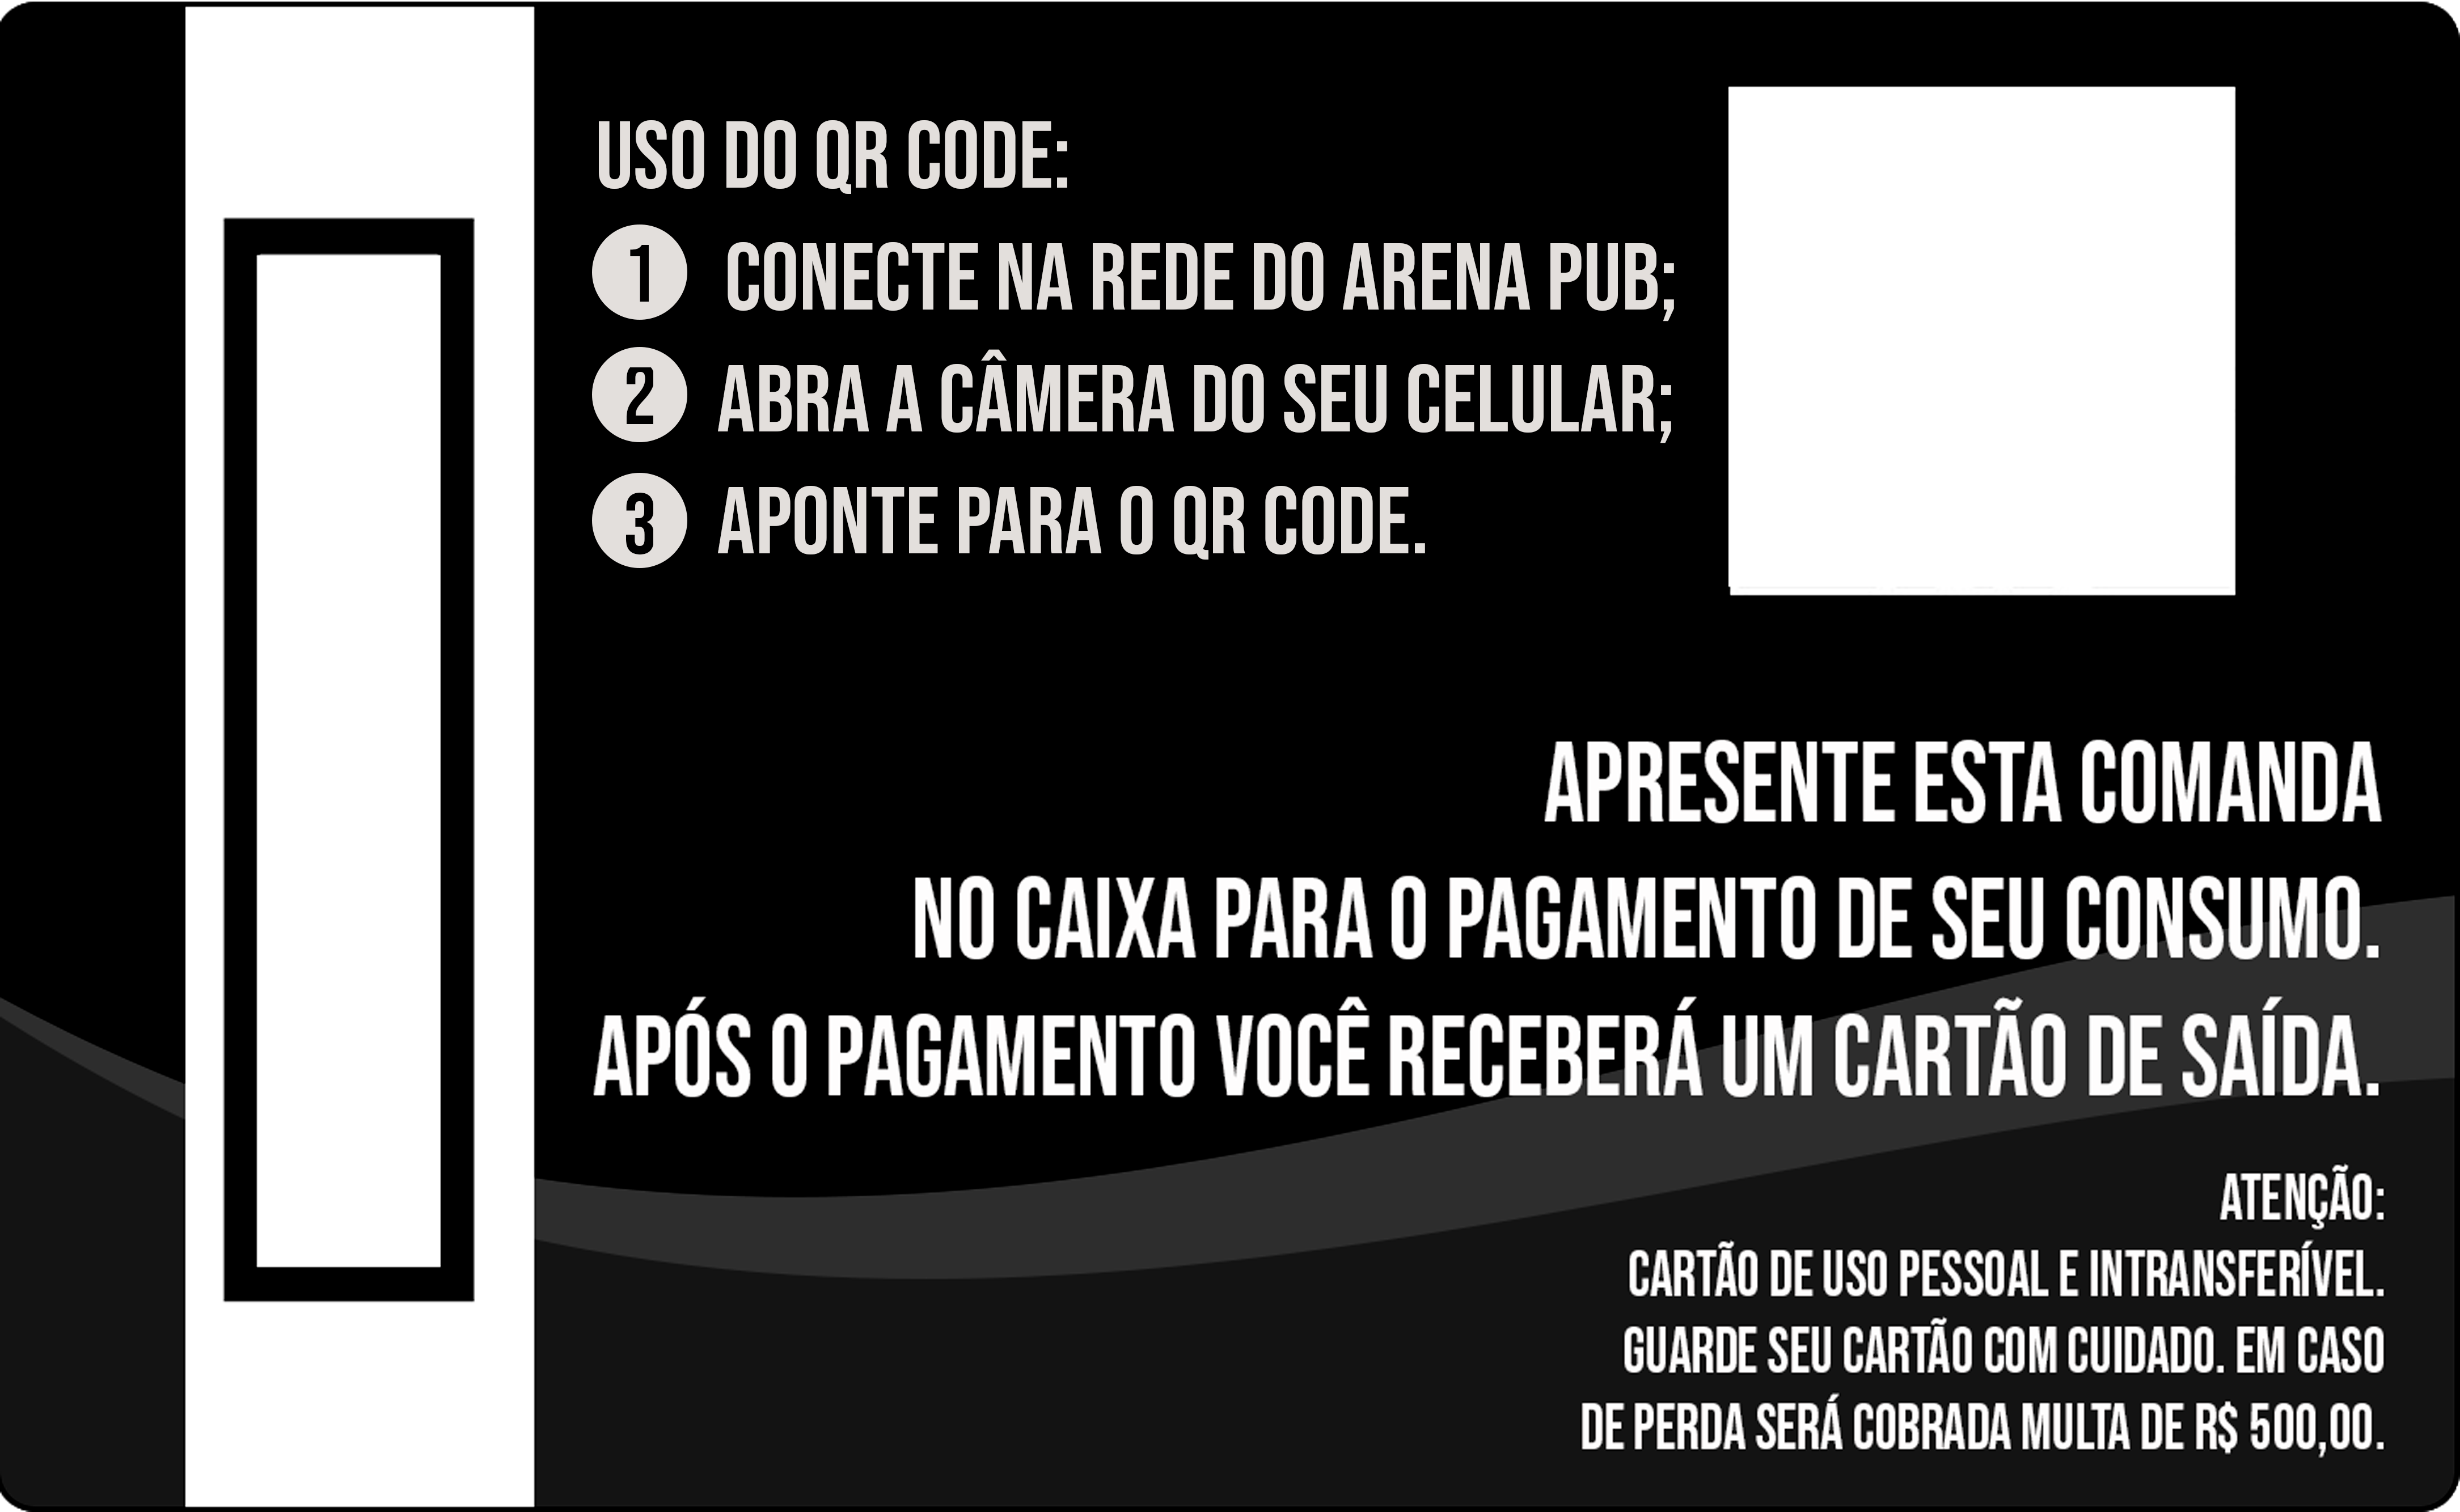 USO DO QR CODE:
1 CONECTE NA REDE DO ARENA PUB;
2 ABRA A CÂMERA DO SEU CELULAR;
3 APONTE PARA O QR CODE.
APRESENTE ESTA COMANDA
NO CAIXA PARA O PAGAMENTO DE SEU CONSUMO.
APÓS O PAGAMENTO VOCÊ RECEBERÁ UM CARTÃO DE SAÍDA.
ATENÇÃO:
CARTÃO DE USO PESSOAL E INTRANSFERÍVEL.
GUARDE SEU CARTÃO COM CUIDADO. EM CASO
DE PERDA SERÁ COBRADA MULTA DE R$ 500,00.